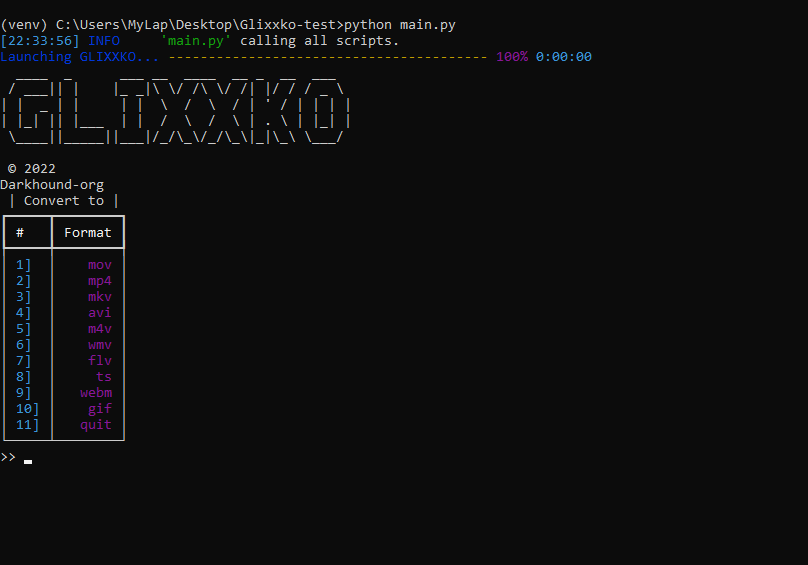 (venv) C:\Users\MyLap\Desktop\Glixxko-test>python main.py
[22:33:56] INFO     'main.py' calling all scripts.
Launching GLIXXKO... ---------------------------------------- 100% 0:00:00
GLIXXKO
© 2022
Darkhound-org
| Convert to |
# Format
1] mov
2] mp4
3] mkv
4] avi
5] m4v
6] wmv
7] flv
8] ts
9] webm
10] gif
11] quit
>>